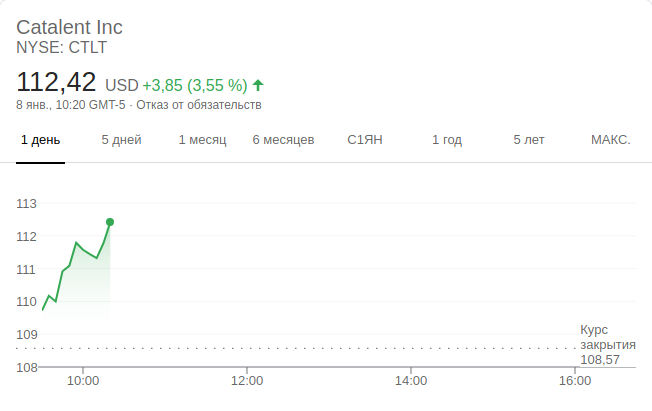 Catalent Inc
NYSE: CTLT
112,42 USD +3,85 (3,55 %)
8 янв., 10:20 GMT-5 · Отказ от обязательств
1 день 5 дней 1 месяц 6 месяцев С1ЯН 1 год 5 лет МАКС.
113
112
111
110
109
108
Курс
закрытия
108,57
10:00 12:00 14:00 16:00